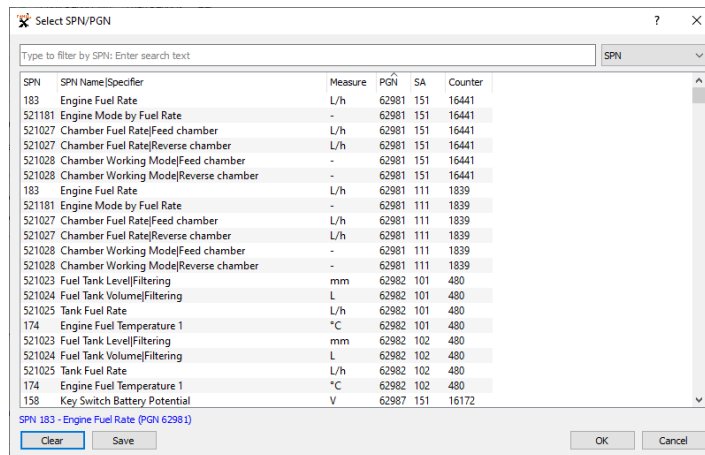 Select SPN/PGN ? ×
Type to filter by SPN: Enter search text SPN
SPN SPN Name|Specifier Measure PGN SA Counter
183 Engine Fuel Rate L/h 62981 151 16441
521181 Engine Mode by Fuel Rate - 62981 151 16441
521027 Chamber Fuel Rate|Feed chamber L/h 62981 151 16441
521027 Chamber Fuel Rate|Reverse chamber L/h 62981 151 16441
521028 Chamber Working Mode|Feed chamber - 62981 151 16441
521028 Chamber Working Mode|Reverse chamber - 62981 151 16441
183 Engine Fuel Rate L/h 62981 111 1839
521181 Engine Mode by Fuel Rate - 62981 111 1839
521027 Chamber Fuel Rate|Feed chamber L/h 62981 111 1839
521027 Chamber Fuel Rate|Reverse chamber L/h 62981 111 1839
521028 Chamber Working Mode|Feed chamber - 62981 111 1839
521028 Chamber Working Mode|Reverse chamber - 62981 111 1839
521023 Fuel Tank Level|Filtering mm 62982 101 480
521024 Fuel Tank Volume|Filtering L 62982 101 480
521025 Tank Fuel Rate L/h 62982 101 480
174 Engine Fuel Temperature 1 °C 62982 101 480
521023 Fuel Tank Level|Filtering mm 62982 102 480
521024 Fuel Tank Volume|Filtering L 62982 102 480
521025 Tank Fuel Rate L/h 62982 102 480
174 Engine Fuel Temperature 1 °C 62982 102 480
158 Key Switch Battery Potential V 62987 151 16172
SPN 183 - Engine Fuel Rate (PGN 62981)
Clear Save OK Cancel